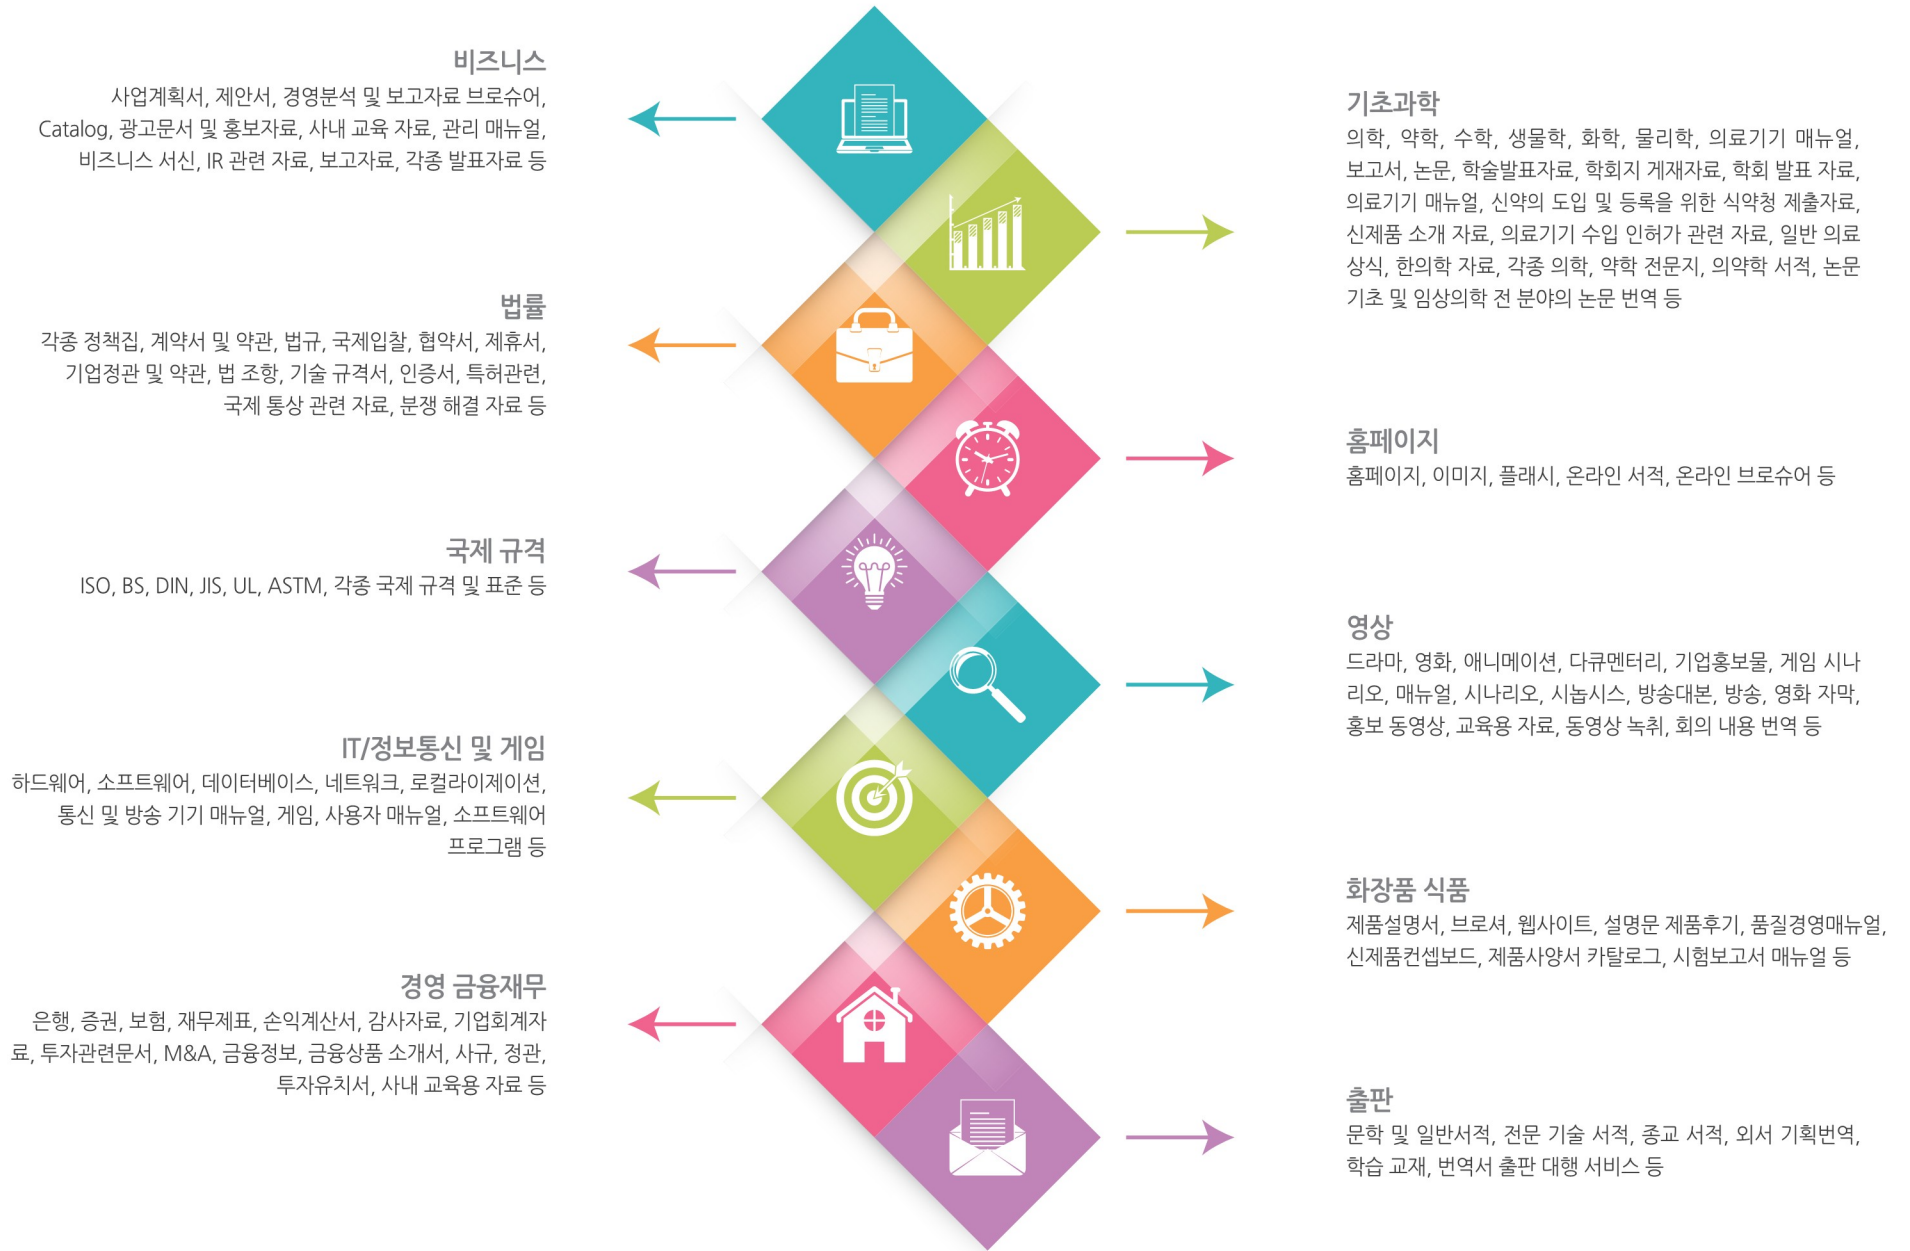 비즈니스
사업계획서, 제안서, 경영분석 및 보고자료 브로슈어,
Catalog, 광고문서 및 홍보자료, 사내 교육 자료, 관리 매뉴얼,
비즈니스 서신, IR 관련 자료, 보고자료, 각종 발표자료 등
기초과학
의학, 약학, 수학, 생물학, 화학, 물리학, 의료기기 매뉴얼,
보고서, 논문, 학술발표자료, 학회지 게재자료, 학회 발표 자료,
의료기기 매뉴얼, 신약의 도입 및 등록을 위한 식약청 제출자료,
신제품 소개 자료, 의료기기 수입 인허가 관련 자료, 일반 의료
상식, 한의학 자료, 각종 의학, 약학 전문지, 의약학 서적, 논문
기초 및 임상의학 전 분야의 논문 번역 등
법률
각종 정책집, 계약서 및 약관, 법규, 국제입찰, 협약서, 제휴서,
기업정관 및 약관, 법 조항, 기술 규격서, 인증서, 특허관련,
국제 통상 관련 자료, 분쟁 해결 자료 등
홈페이지
홈페이지, 이미지, 플래시, 온라인 서적, 온라인 브로슈어 등
국제 규격
ISO, BS, DIN, JIS, UL, ASTM, 각종 국제 규격 및 표준 등
영상
드라마, 영화, 애니메이션, 다큐멘터리, 기업홍보물, 게임 시나
리오, 매뉴얼, 시나리오, 시놉시스, 방송대본, 방송, 영화 자막,
홍보 동영상, 교육용 자료, 동영상 녹취, 회의 내용 번역 등
IT/정보통신 및 게임
하드웨어, 소프트웨어, 데이터베이스, 네트워크, 로컬라이제이션,
통신 및 방송 기기 매뉴얼, 게임, 사용자 매뉴얼, 소프트웨어
프로그램 등
화장품 식품
제품설명서, 브로셔, 웹사이트, 설명문 제품후기, 품질경영매뉴얼,
신제품컨셉보드, 제품사양서 카탈로그, 시험보고서 매뉴얼 등
경영 금융재무
은행, 증권, 보험, 재무제표, 손익계산서, 감사자료, 기업회계자
료, 투자관련문서, M&A, 금융정보, 금융상품 소개서, 사규, 정관,
투자유치서, 사내 교육용 자료 등
출판
문학 및 일반서적, 전문 기술 서적, 종교 서적, 외서 기획번역,
학습 교재, 번역서 출판 대행 서비스 등